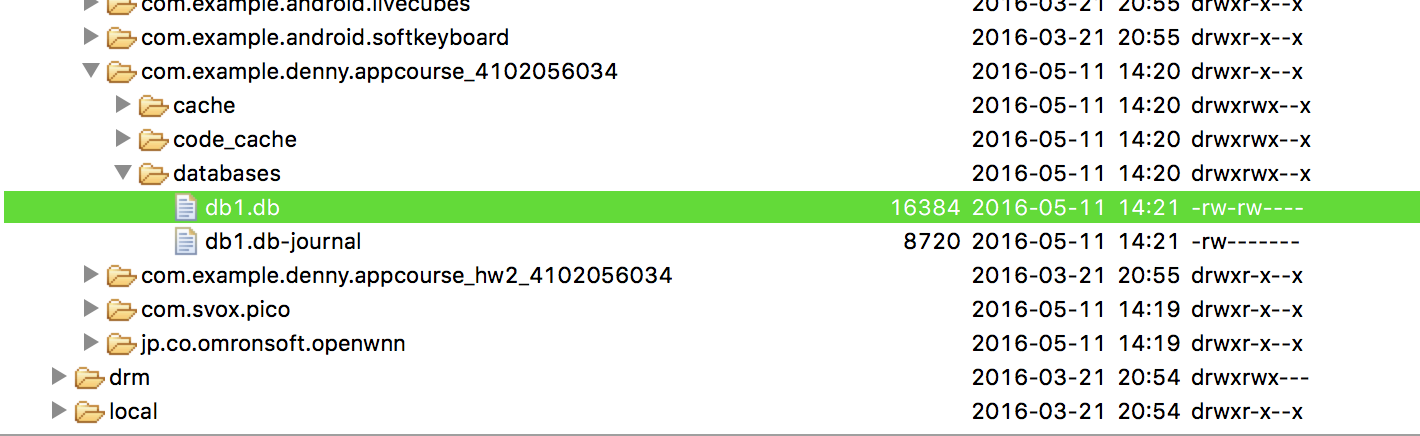 com.example.android.livecubes 2016-03-21 20:55 drwxr-x--x
com.example.android.softkeyboard 2016-03-21 20:55 drwxr-x--x
com.example.denny.appcourse_4102056034 2016-05-11 14:20 drwxr-x--x
cache 2016-05-11 14:20 drwxrwx--x
code_cache 2016-05-11 14:20 drwxrwx--x
databases 2016-05-11 14:20 drwxrwx--x
db1.db 16384 2016-05-11 14:21 -rw-rw----
db1.db-journal 8720 2016-05-11 14:21 -rw-------
com.example.denny.appcourse_hw2_4102056034 2016-03-21 20:55 drwxr-x--x
com.svox.pico 2016-05-11 14:19 drwxr-x--x
jp.co.omronsoft.openwnn 2016-05-11 14:19 drwxr-x--x
drm 2016-03-21 20:54 drwxrwx---
local 2016-03-21 20:54 drwxr-x--x